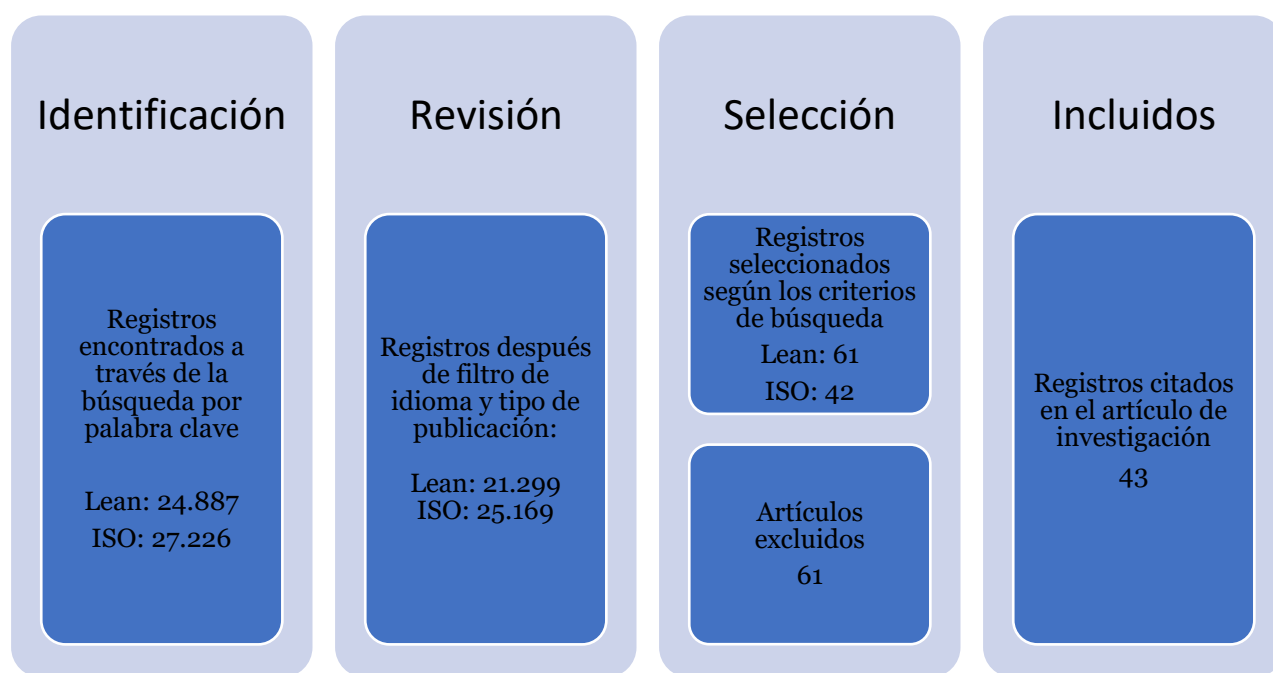 Identificación
Registros
encontrados a
través de la
búsqueda por
palabra clave
Lean: 24.887
ISO: 27.226
Revisión
Registros después
de filtro de
idioma y tipo de
publicación:
Lean: 21.299
ISO: 25.169
Selección
Registros
seleccionados
según los criterios
de búsqueda
Lean: 61
ISO: 42
Artículos
excluidos
61
Incluidos
Registros citados
en el artículo de
investigación
43